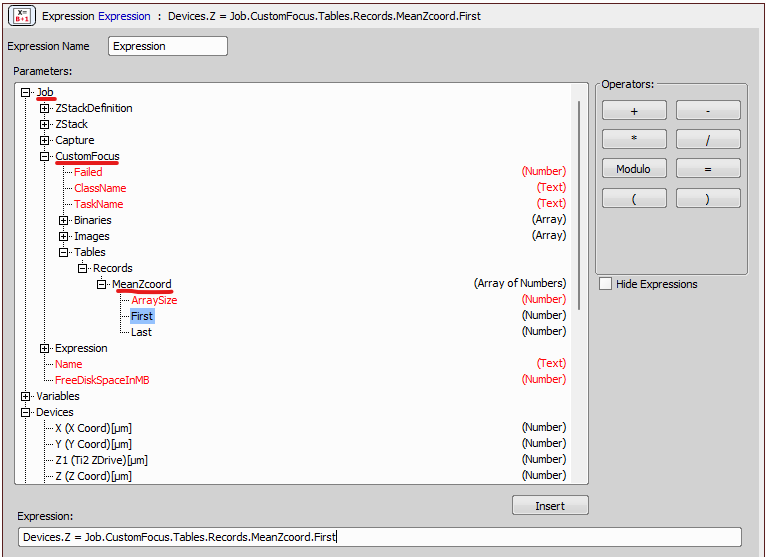 X=
B+1
Expression Expression : Devices.Z = Job.CustomFocus.Tables.Records.MeanZcoord.First
Expression Name Expression
Parameters:
Operators:
Job
ZStackDefinition
ZStack
Capture
CustomFocus
Failed (Number)
ClassName (Text)
TaskName (Text)
Binaries (Array)
Images (Array)
Tables
Records
MeanZcoord (Array of Numbers)
ArraySize (Number)
First (Number)
Last (Number)
Expression
Name (Text)
FreeDiskSpaceInMB (Number)
Variables
Devices
X (X Coord)[µm] (Number)
Y (Y Coord)[µm] (Number)
Z1 (Ti2 ZDrive)[µm] (Number)
Z (Z Coord)[µm] (Number)
+ -
* /
Modulo =
( )
Hide Expressions
Insert
Expression:
Devices.Z = Job.CustomFocus.Tables.Records.MeanZcoord.First